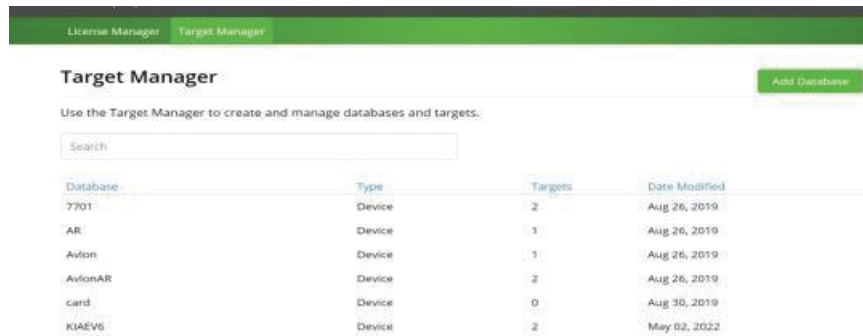 License Manager Target Manager
Target Manager
Add Database
Use the Target Manager to create and manage databases and targets.
Search
Database Type Targets Date Modified
7701 Device 2 Aug 26, 2019
AR Device 1 Aug 26, 2019
Avlon Device 1 Aug 26, 2019
AvlonAR Device 2 Aug 26, 2019
card Device 0 Aug 30, 2019
KIAEV6 Device 2 May 02, 2022